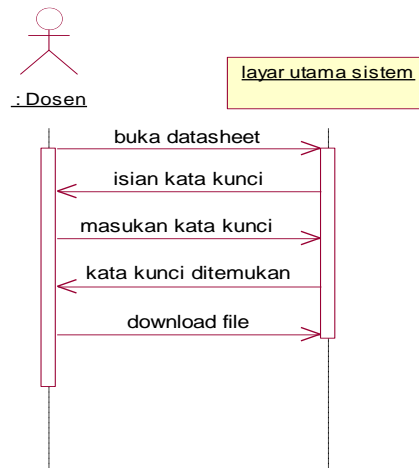 : Dosen
layar utama sistem
buka datasheet
isian kata kunci
masukan kata kunci
kata kunci ditemukan
download file